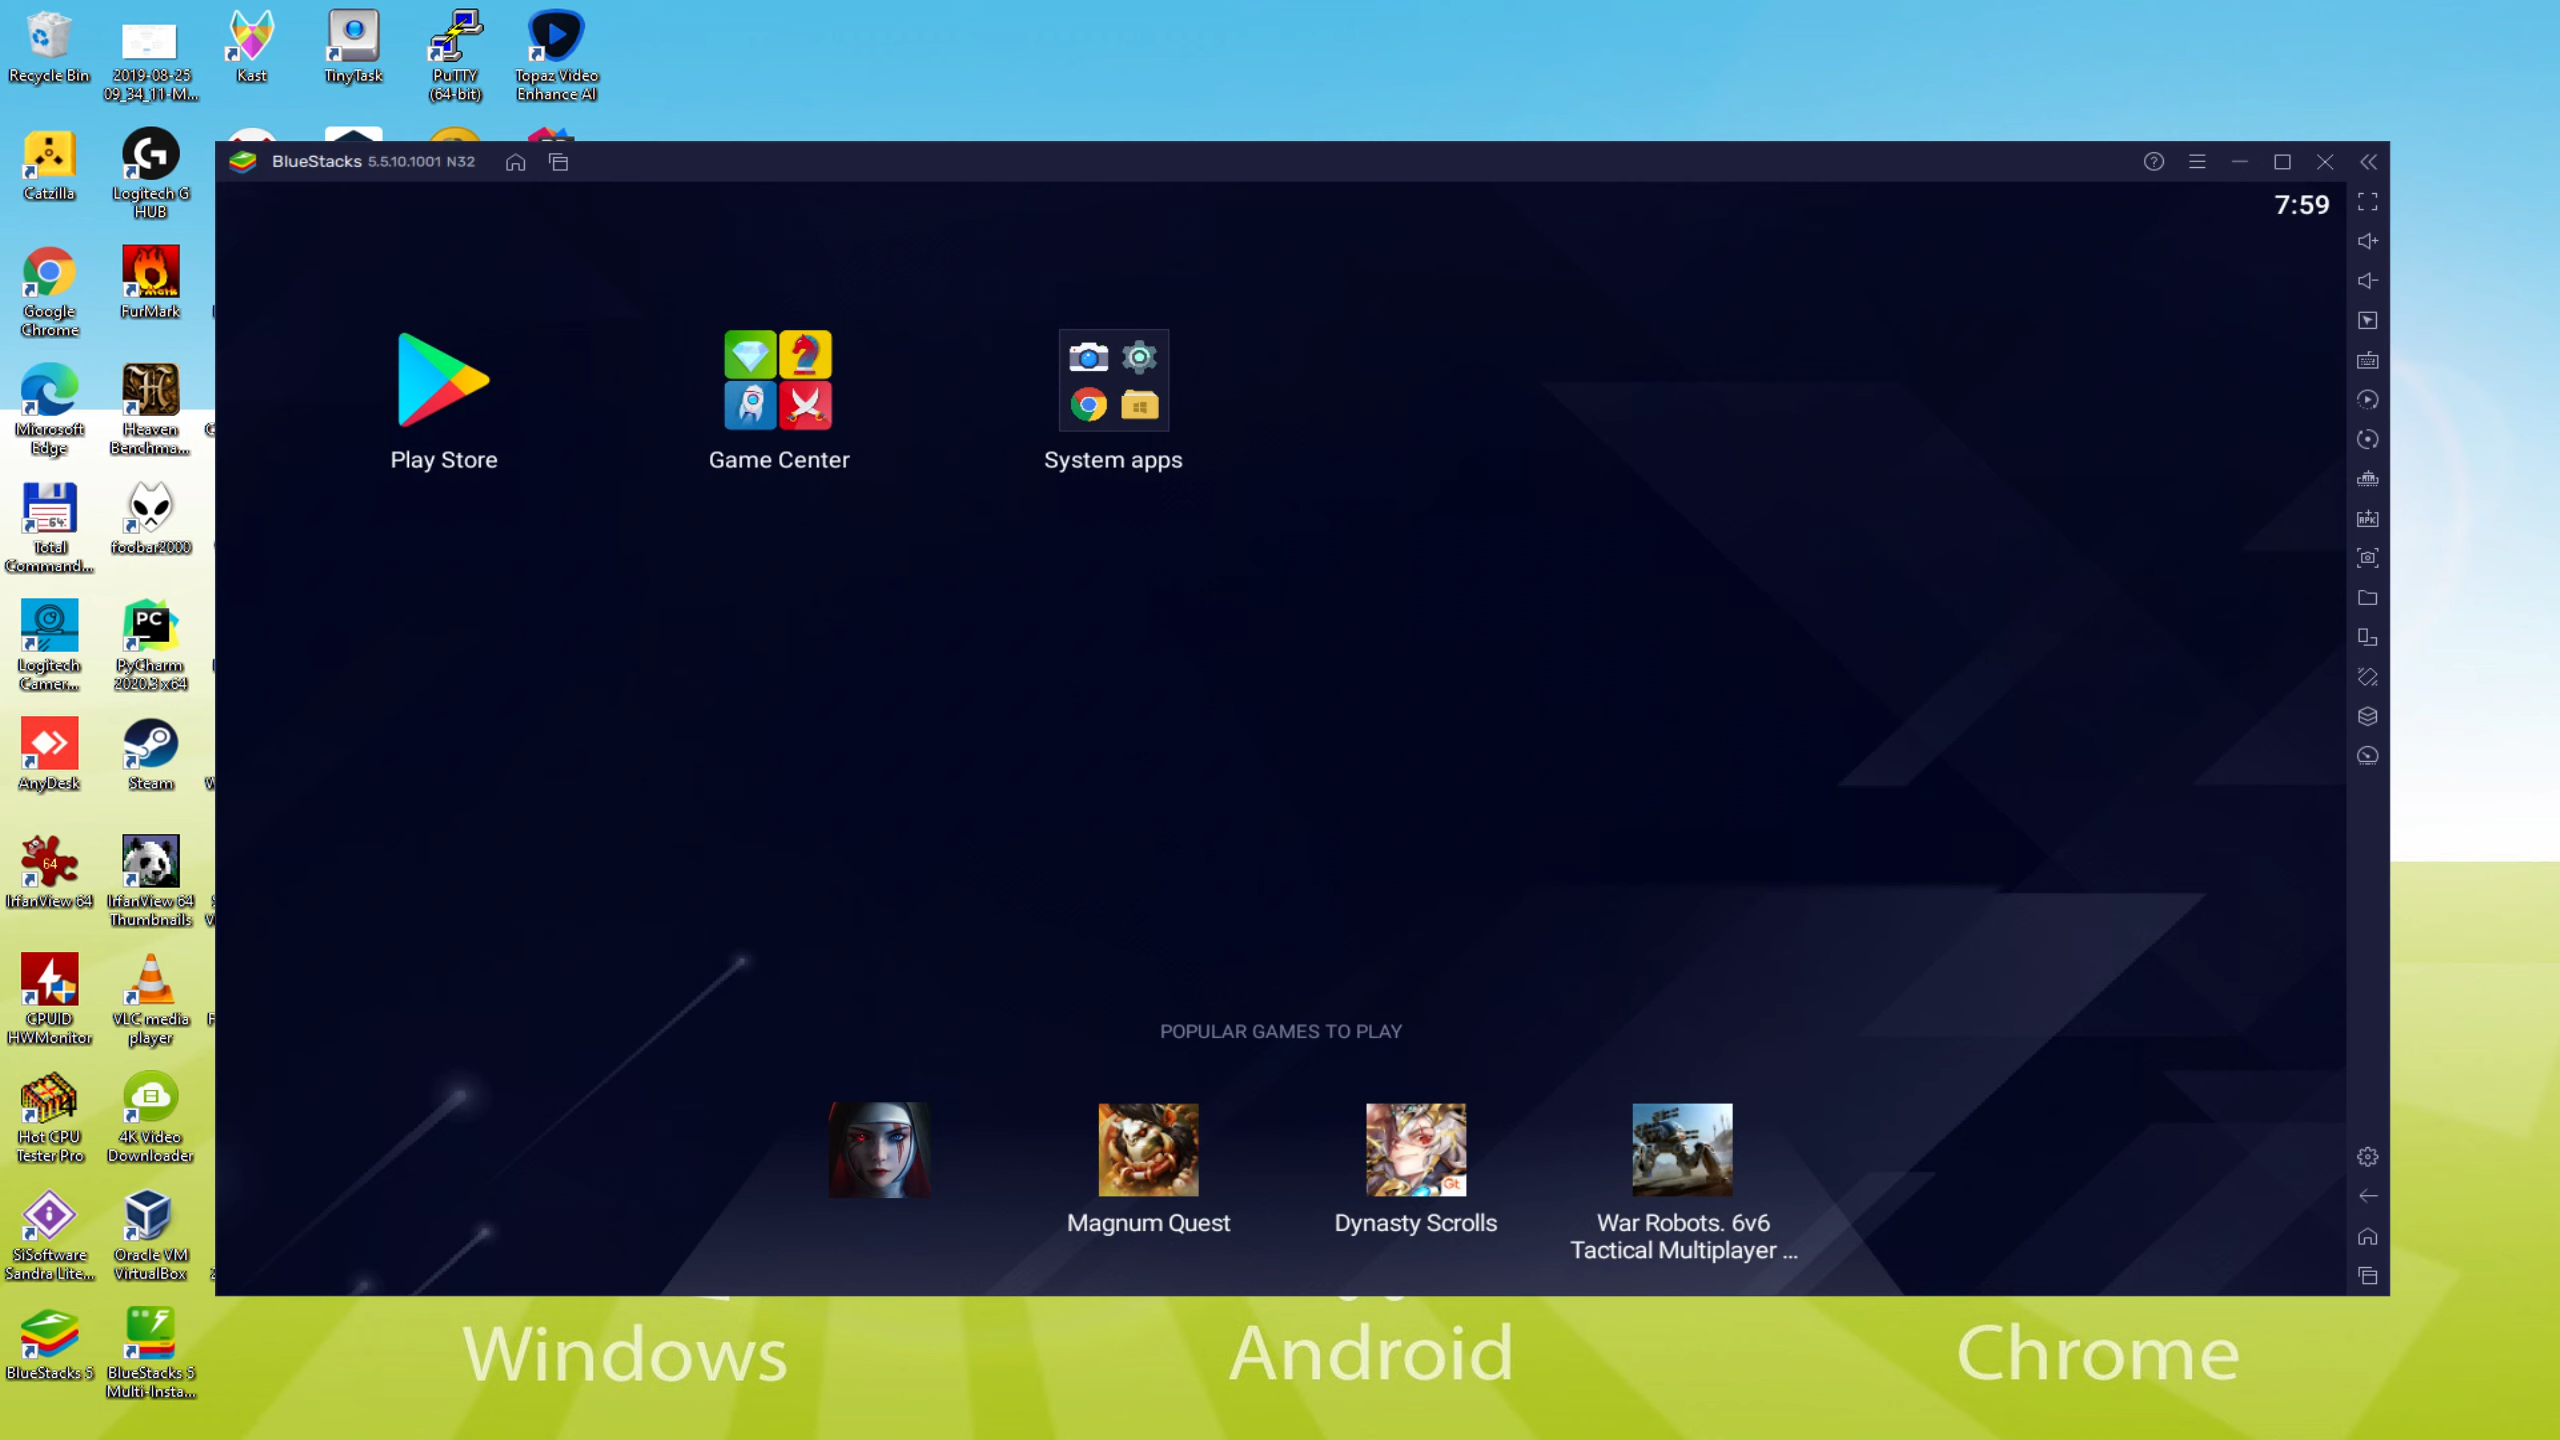 Recycle Bin
2019-08-25
09_34_11-M...
Kast
TinyTask
PuTTY
(64-bit)
Topaz Video
Enhance AI
Catzilla
Logitech G
HUB
Google
Chrome
FurMark
Microsoft
Edge
Heaven
Benchma...
Total
Command...
foobar2000
Logitech
Camer...
PyCharm
2020.3 x64
AnyDesk
Steam
IrfanView 64
IrfanView 64
Thumbnails
CPUID
HWMonitor
VLC media
player
Hot CPU
Tester Pro
4K Video
Downloader
SiSoftware
Sandra Lite...
Oracle VM
VirtualBox
BlueStacks 5
BlueStacks 5
Multi-Insta...
BlueStacks 5.5.10.1001 N32
7:59
Play Store
Game Center
System apps
POPULAR GAMES TO PLAY
Magnum Quest
Dynasty Scrolls
War Robots. 6v6
Tactical Multiplayer ...
Windows
Android
Chrome